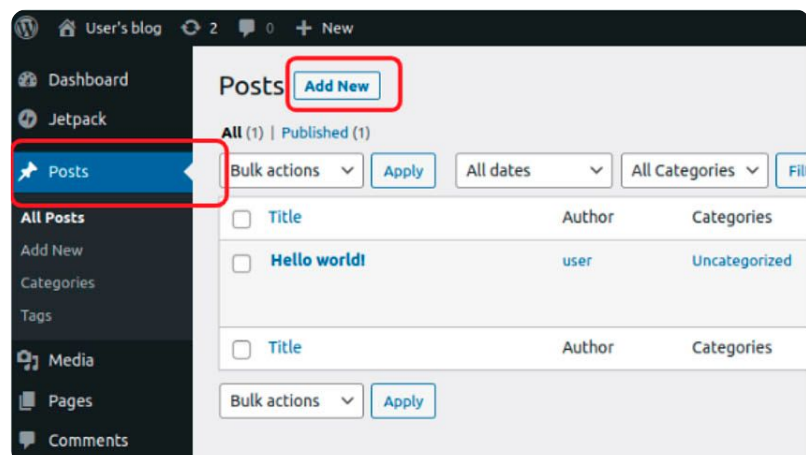 User's blog 2 0 + New
Dashboard
Jetpack
Posts
All Posts
Add New
Categories
Tags
Media
Pages
Comments
Posts Add New
All (1) | Published (1)
Bulk actions Apply All dates All Categories
Title Author Categories
Hello world! user Uncategorized
Title Author Categories
Bulk actions Apply